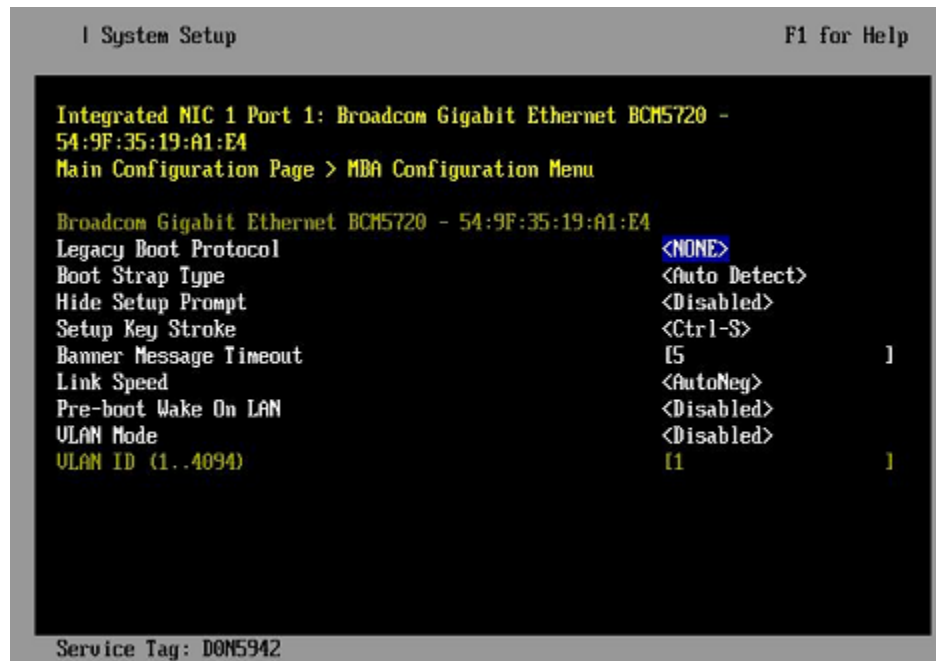 | System Setup F1 for Help
Integrated NIC 1 Port 1: Broadcom Gigabit Ethernet BCM5720 -
54:9F:35:19:A1:E4
Main Configuration Page > MBA Configuration Menu
Broadcom Gigabit Ethernet BCM5720 - 54:9F:35:19:A1:E4
Legacy Boot Protocol <NONE>
Boot Strap Type <Auto Detect>
Hide Setup Prompt <Disabled>
Setup Key Stroke <Ctrl-S>
Banner Message Timeout [5 ]
Link Speed <AutoNeg>
Pre-boot Wake On LAN <Disabled>
VLAN Mode <Disabled>
VLAN ID (1..4094) [1 ]
Service Tag: D0N5942